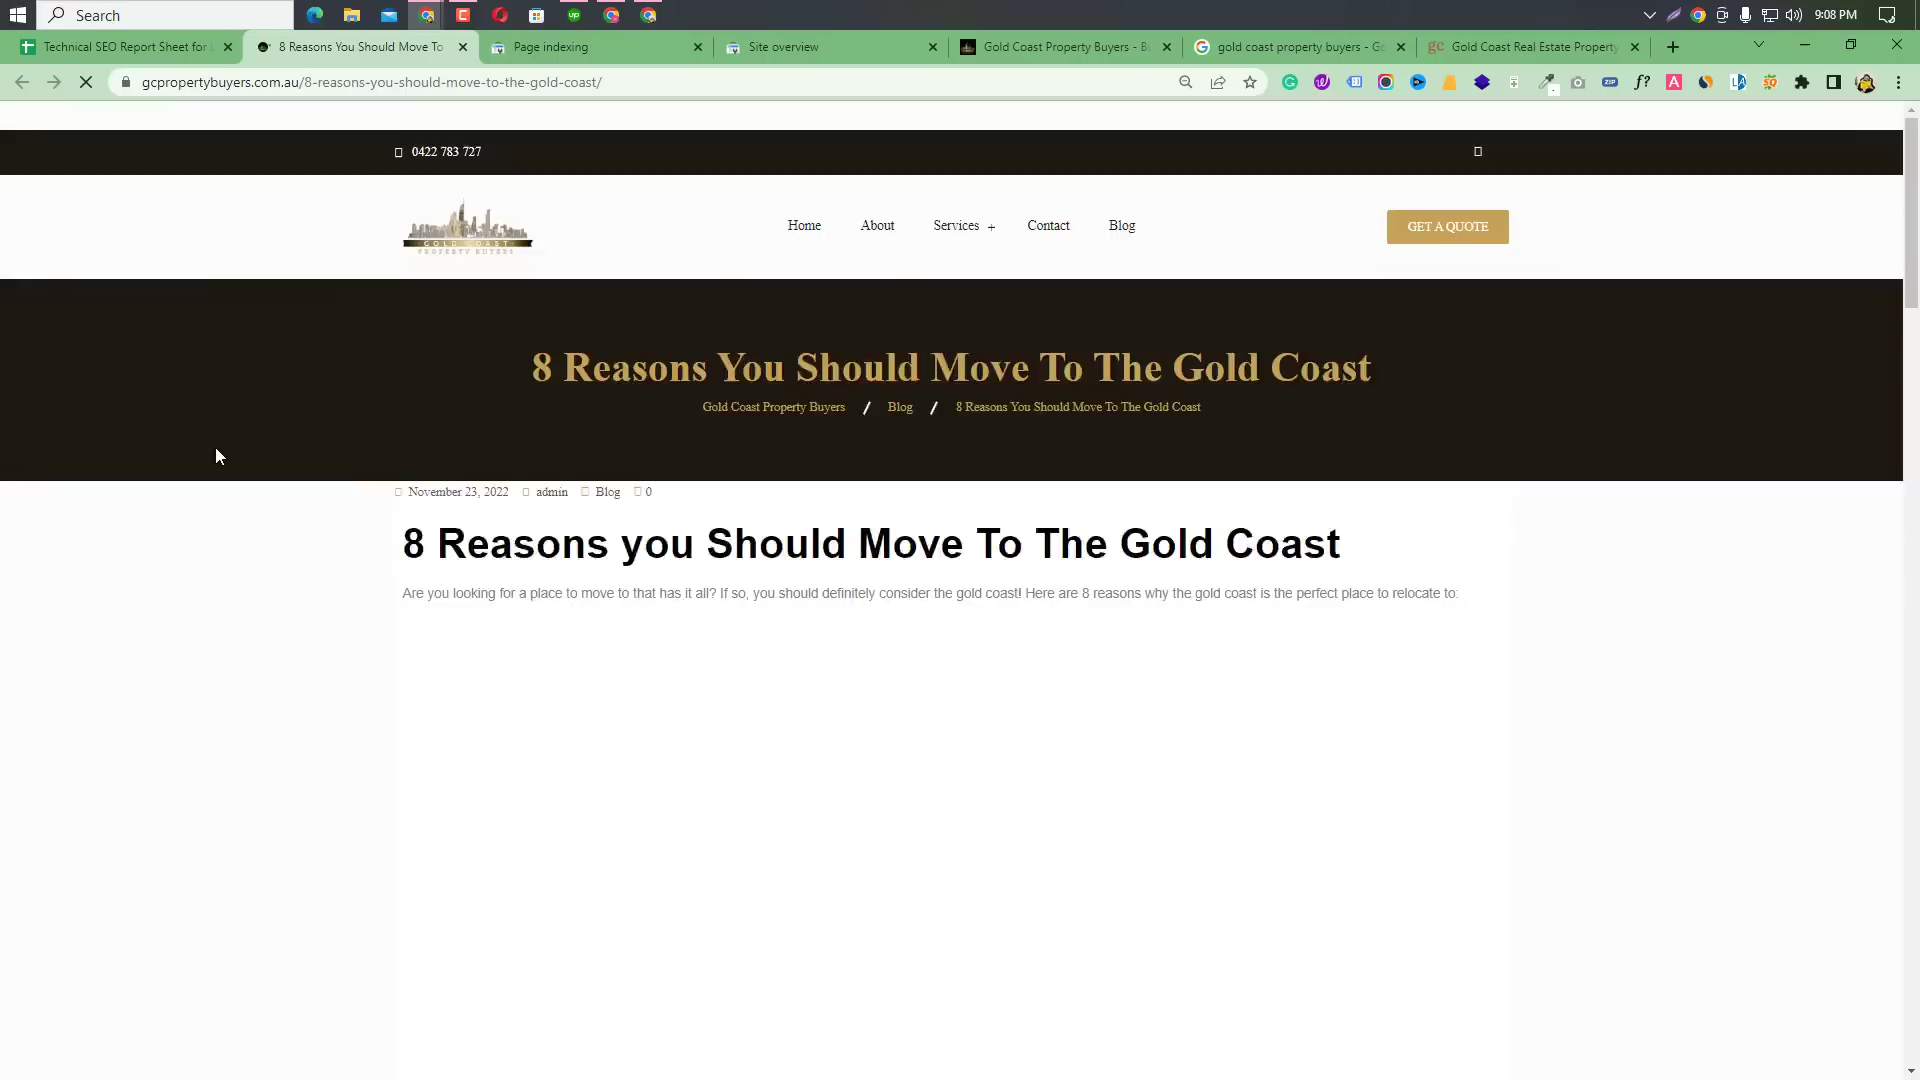 Search
9:08 PM
Technical SEO Report Sheet for
8 Reasons You Should Move To
Page indexing
Site overview
Gold Coast Property Buyers - B
gold coast property buyers - Go
Gold Coast Real Estate Property
gcpropertybuyers.com.au/8-reasons-you-should-move-to-the-gold-coast/
0422 783 727
GOLD COAST
PROPERTY BUYERS
Home
About
Services +
Contact
Blog
GET A QUOTE
8 Reasons You Should Move To The Gold Coast
Gold Coast Property Buyers / Blog / 8 Reasons You Should Move To The Gold Coast
November 23, 2022 admin Blog 0
8 Reasons you Should Move To The Gold Coast
Are you looking for a place to move to that has it all? If so, you should definitely consider the gold coast! Here are 8 reasons why the gold coast is the perfect place to relocate to: